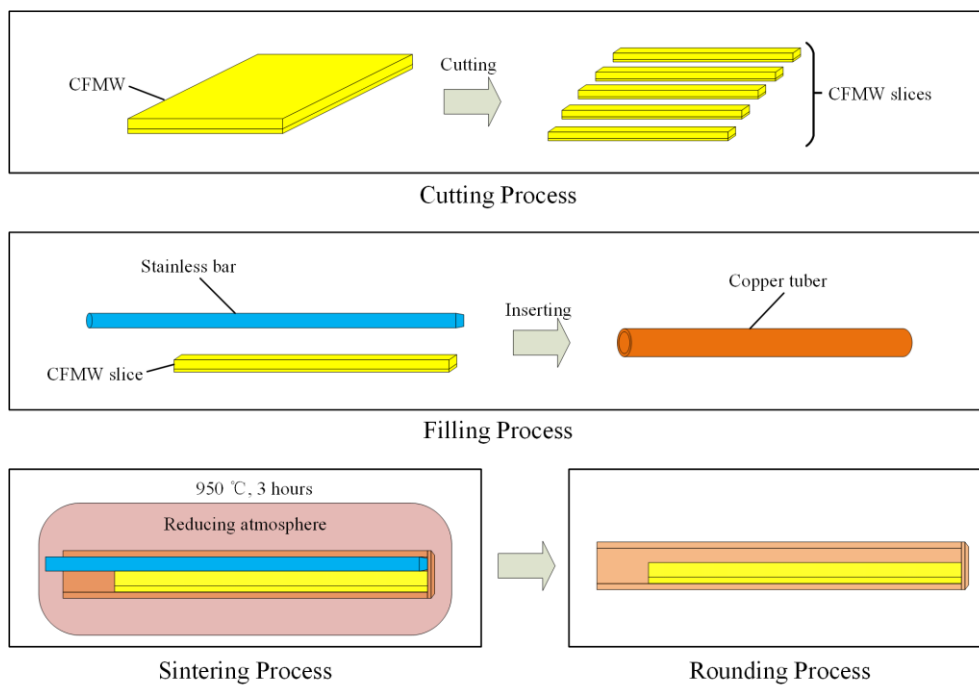 CFMW
Cutting
CFMW slices
Cutting Process
Stainless bar
Copper tuber
Inserting
CFMW slice
Filling Process
950 ℃, 3 hours
Reducing atmosphere
Sintering Process
Rounding Process